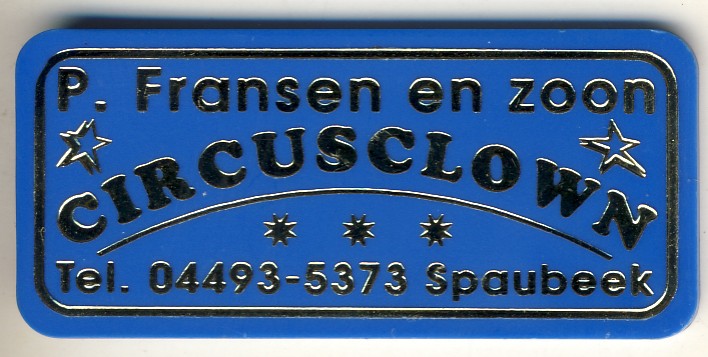 P. Fransen en zoon
CIRCUSCLOWN
Tel. 04493-5373 Spaubeek